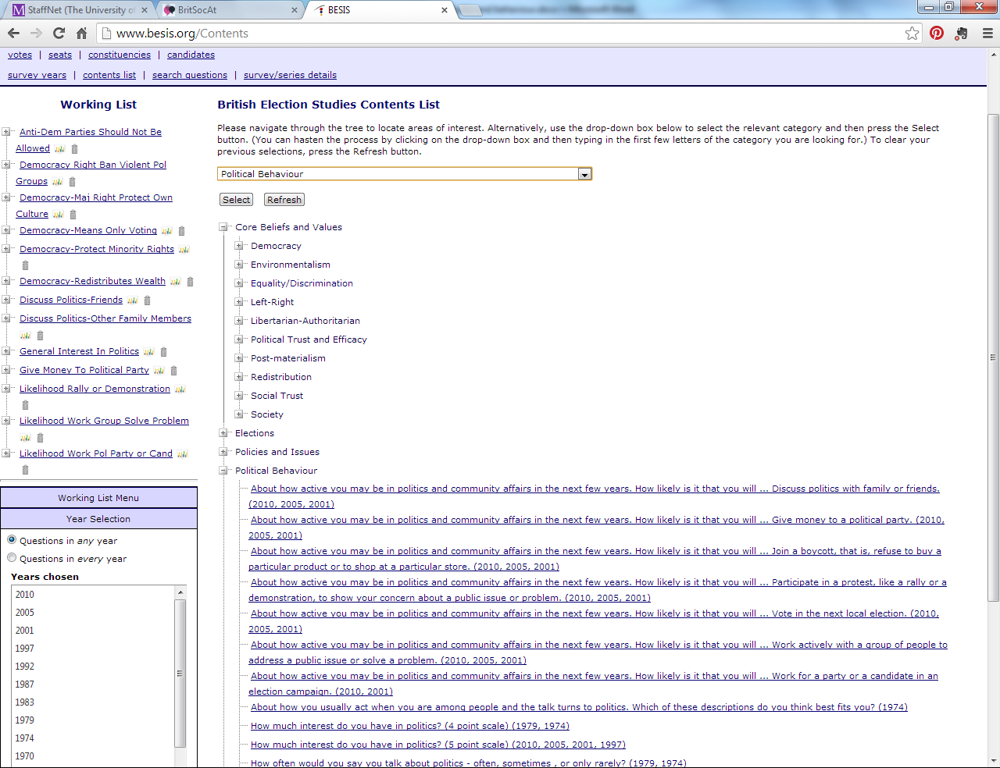 StaffNet (The University of
BritSocAt
BESIS
www.besis.org/Contents
votes | seats | constituencies | candidates
survey years | contents list | search questions | survey/series details
Working List
Anti-Dem Parties Should Not Be
Allowed
Democracy Right Ban Violent Pol
Groups
Democracy-Maj Right Protect Own
Culture
Democracy-Means Only Voting
Democracy-Protect Minority Rights
Democracy-Redistributes Wealth
Discuss Politics-Friends
Discuss Politics-Other Family Members
General Interest In Politics
Give Money To Political Party
Likelihood Rally or Demonstration
Likelihood Work Group Solve Problem
Likelihood Work Pol Party or Cand
Working List Menu
Year Selection
Questions in any year
Questions in every year
Years chosen
2010
2005
2001
1997
1992
1987
1983
1979
1974
1970
British Election Studies Contents List
Please navigate through the tree to locate areas of interest. Alternatively, use the drop-down box below to select the relevant category and then press the Select
button. (You can hasten the process by clicking on the drop-down box and then typing in the first few letters of the category you are looking for.) To clear your
previous selections, press the Refresh button.
Political Behaviour
Select Refresh
Core Beliefs and Values
Democracy
Environmentalism
Equality/Discrimination
Left-Right
Libertarian-Authoritarian
Political Trust and Efficacy
Post-materialism
Redistribution
Social Trust
Society
Elections
Policies and Issues
Political Behaviour
About how active you may be in politics and community affairs in the next few years. How likely is it that you will ... Discuss politics with family or friends.
(2010, 2005, 2001)
About how active you may be in politics and community affairs in the next few years. How likely is it that you will ... Give money to a political party. (2010,
2005, 2001)
About how active you may be in politics and community affairs in the next few years. How likely is it that you will ... Join a boycott, that is, refuse to buy a
particular product or to shop at a particular store. (2010, 2005, 2001)
About how active you may be in politics and community affairs in the next few years. How likely is it that you will ... Participate in a protest, like a rally or a
demonstration, to show your concern about a public issue or problem. (2010, 2005, 2001)
About how active you may be in politics and community affairs in the next few years. How likely is it that you will ... Vote in the next local election. (2010,
2005, 2001)
About how active you may be in politics and community affairs in the next few years. How likely is it that you will ... Work actively with a group of people to
address a public issue or solve a problem. (2010, 2005, 2001)
About how active you may be in politics and community affairs in the next few years. How likely is it that you will ... Work for a party or a candidate in an
election campaign. (2010, 2001)
About how you usually act when you are among people and the talk turns to politics. Which of these descriptions do you think best fits you? (1974)
How much interest do you have in politics? (4 point scale) (1979, 1974)
How much interest do you have in politics? (5 point scale) (2010, 2005, 2001, 1997)
How often would you say you talk about politics - often, sometimes , or only rarely? (1979, 1974)